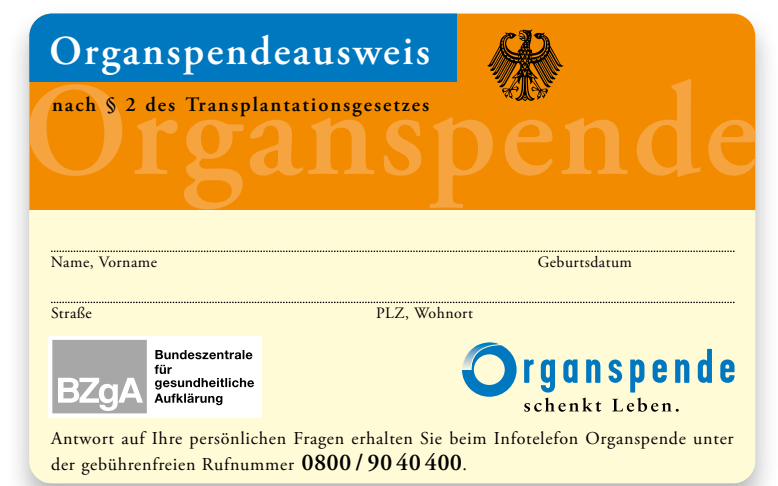 Organspendeausweis
nach § 2 des Transplantationsgesetzes
Organspende
Name, Vorname Geburtsdatum
Straße PLZ, Wohnort
BZgA
Bundeszentrale
für
gesundheitliche
Aufklärung
Organspende
schenkt Leben.
Antwort auf Ihre persönlichen Fragen erhalten Sie beim Infotelefon Organspende unter
der gebührenfreien Rufnummer 0800 / 90 40 400.